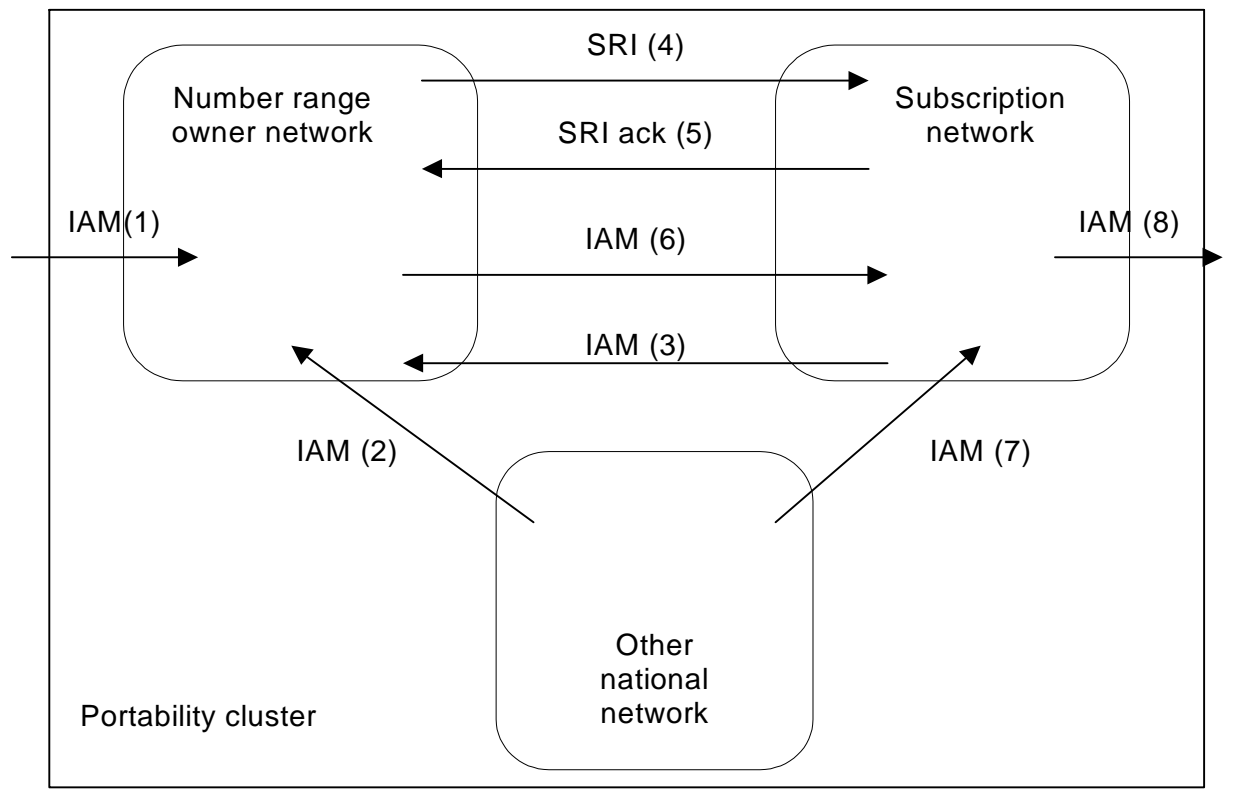 SRI (4)
Number range
owner network
Subscription
network
SRI ack (5)
IAM(1)
IAM (8)
IAM (6)
IAM (3)
IAM (2)
IAM (7)
Other
national
network
Portability cluster